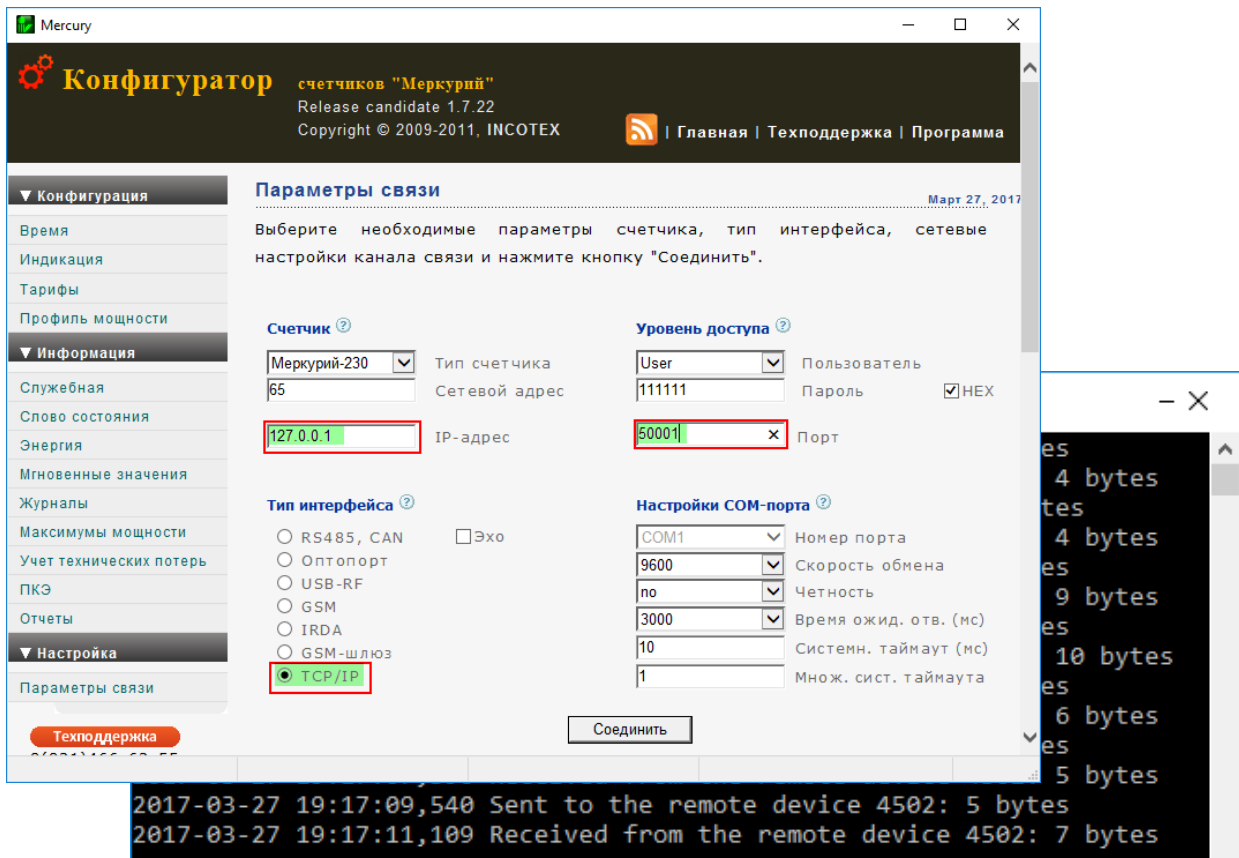 Mercury
Конфигуратор
счетчиков "Меркурий"
Release candidate 1.7.22
Copyright © 2009-2011, INCOTEX
| Главная | Техподдержка | Программа
▼ Конфигурация
Время
Индикация
Тарифы
Профиль мощности
▼ Информация
Служебная
Слово состояния
Энергия
Мгновенные значения
Журналы
Максимумы мощности
Учет технических потерь
ПКЭ
Отчеты
▼ Настройка
Параметры связи
Техподдержка
Параметры связи
Март 27, 2017
Выберите необходимые параметры счетчика, тип интерфейса, сетевые
настройки канала связи и нажмите кнопку "Соединить".
Счетчик ?
Меркурий-230 Тип счетчика
65 Сетевой адрес
127.0.0.1 IP-адрес
Уровень доступа ?
User Пользователь
111111 Пароль HEX
50001 Порт
Тип интерфейса ?
RS485, CAN Эхо
Оптопорт
USB-RF
GSM
IRDA
GSM-шлюз
TCP/IP
Настройки COM-порта ?
COM1 Номер порта
9600 Скорость обмена
no Четность
3000 Время ожид. отв. (мс)
10 Системн. таймаут (мс)
1 Множ. сист. таймаута
Соединить
es
4 bytes
tes
4 bytes
es
9 bytes
es
10 bytes
es
6 bytes
es
5 bytes
2017-03-27 19:17:09,540 Sent to the remote device 4502: 5 bytes
2017-03-27 19:17:11,109 Received from the remote device 4502: 7 bytes